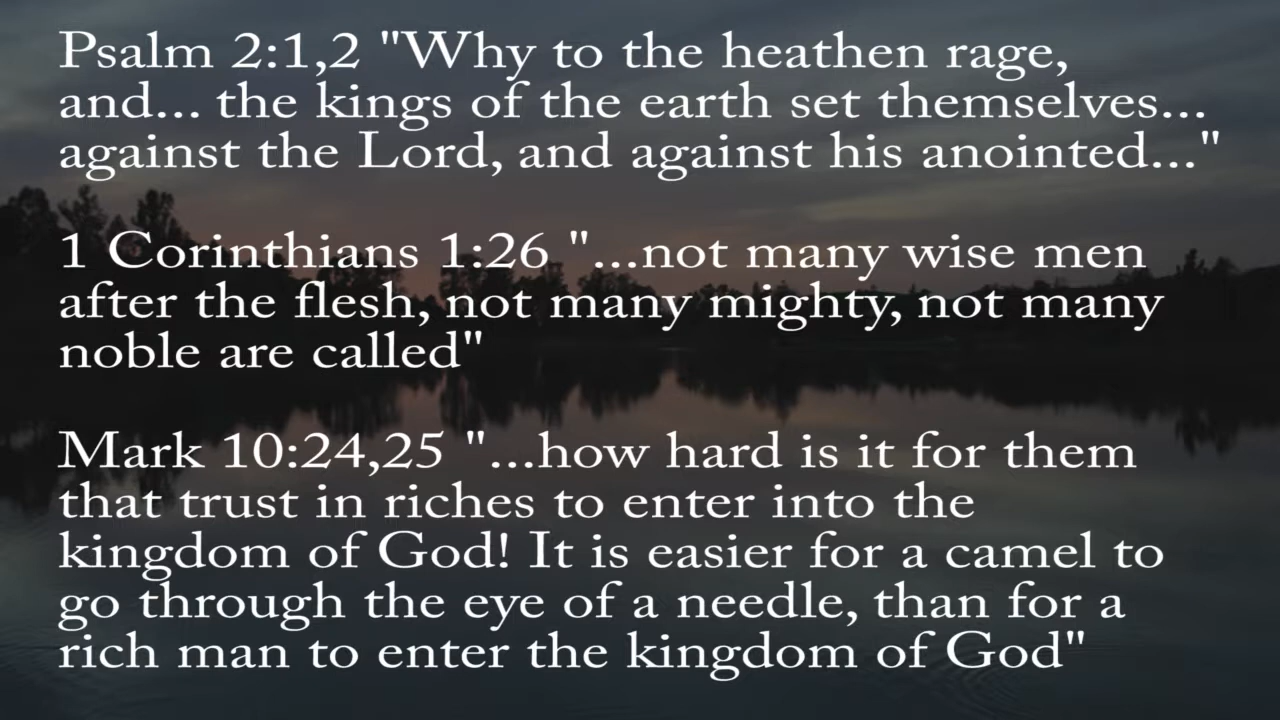 Psalm 2:1,2 "Why to the heathen rage,
and... the kings of the earth set themselves...
against the Lord, and against his anointed..."
1 Corinthians 1:26 "...not many wise men
after the flesh, not many mighty, not many
noble are called"
Mark 10:24,25 "...how hard is it for them
that trust in riches to enter into the
kingdom of God! It is easier for a camel to
go through the eye of a needle, than for a
rich man to enter the kingdom of God"